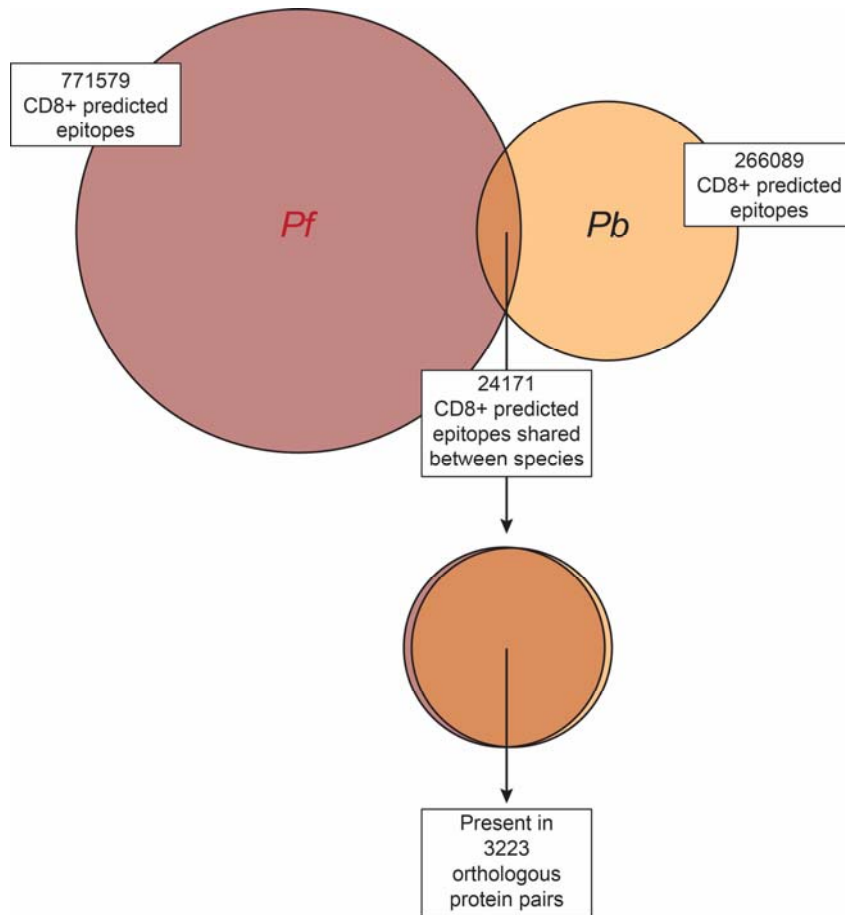 771579
CD8+ predicted
epitopes
266089
CD8+ predicted
epitopes
Pf
Pb
24171
CD8+ predicted
epitopes shared
between species
Present in
3223
orthologous
protein pairs